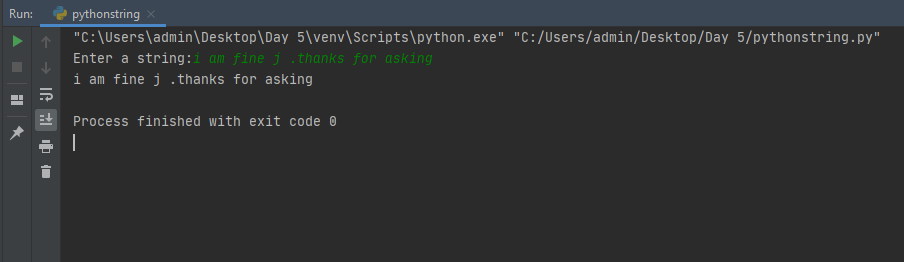 Run: pythonstring
"C:\Users\admin\Desktop\Day 5\venv\Scripts\python.exe" "C:/Users/admin/Desktop/Day 5/pythonstring.py"
Enter a string:i am fine j .thanks for asking
i am fine j .thanks for asking
Process finished with exit code 0